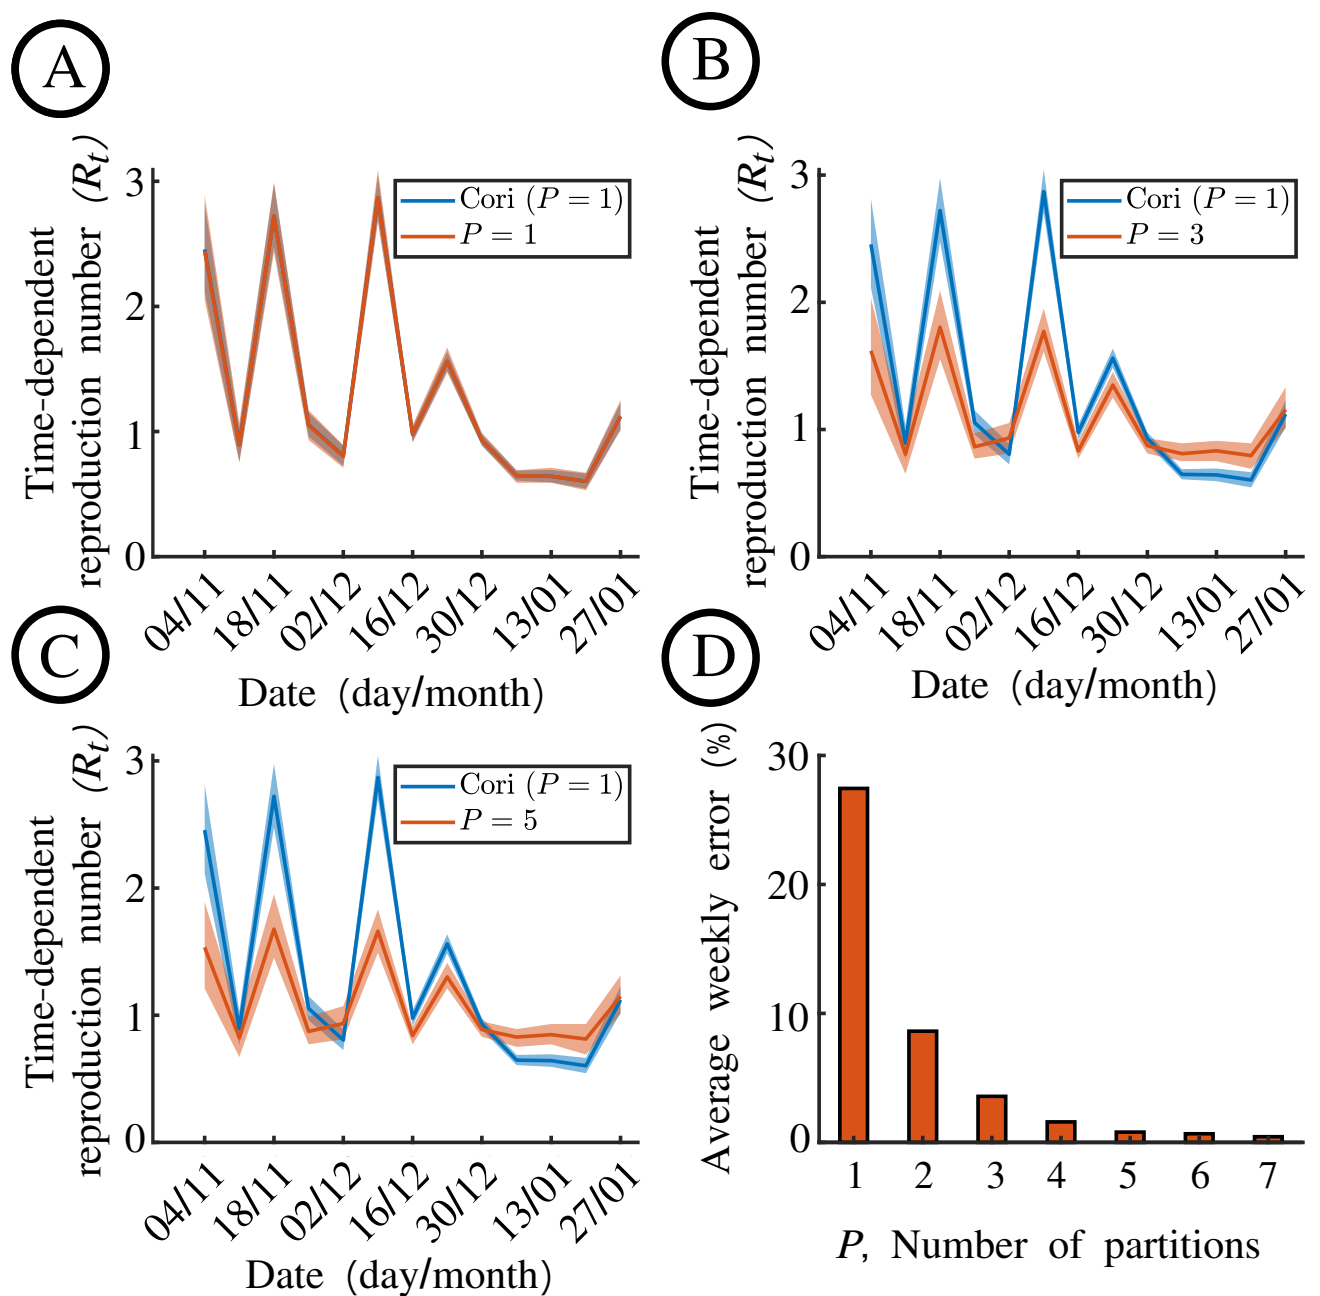 A
Time-dependent
reproduction number (Rt)
3
2
1
0
Cori (P = 1)
P = 1
04/11
18/11
02/12
16/12
30/12
13/01
27/01
Date (day/month)
B
Time-dependent
reproduction number (Rt)
3
2
1
0
Cori (P = 1)
P = 3
04/11
18/11
02/12
16/12
30/12
13/01
27/01
Date (day/month)
C
Time-dependent
reproduction number (Rt)
3
2
1
0
Cori (P = 1)
P = 5
04/11
18/11
02/12
16/12
30/12
13/01
27/01
Date (day/month)
D
Average weekly error (%)
30
20
10
0
1 2 3 4 5 6 7
P, Number of partitions